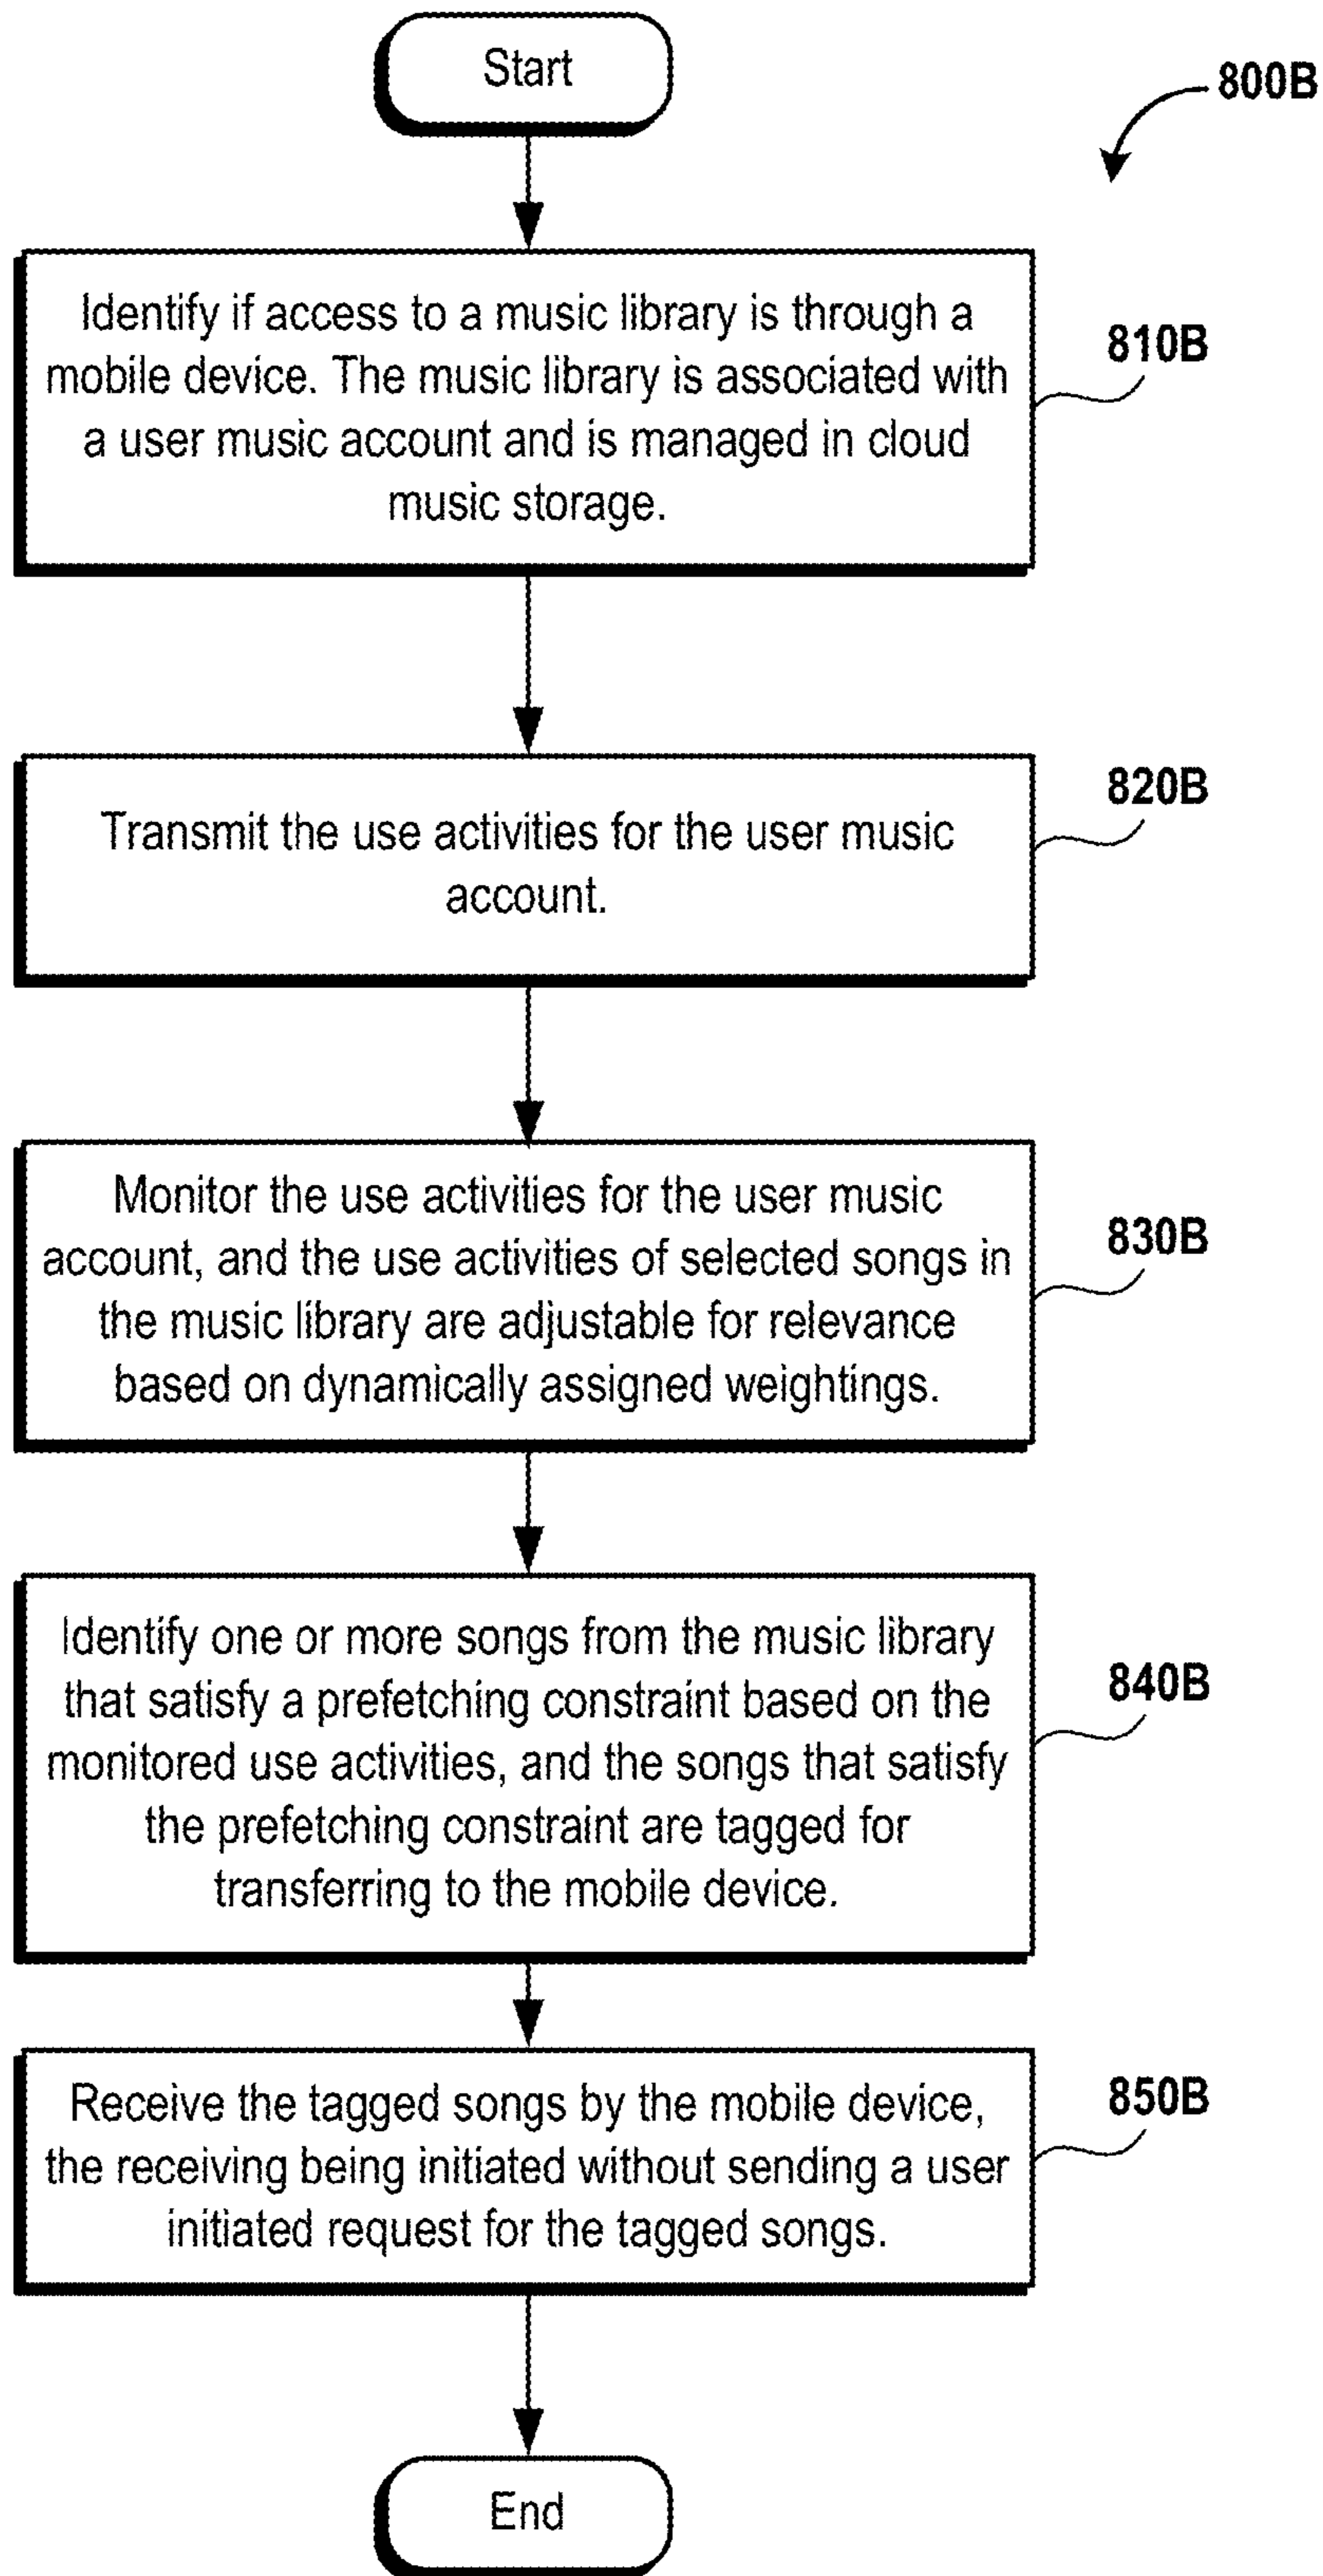 Start
800B
Identify if access to a music library is through a
mobile device. The music library is associated with
a user music account and is managed in cloud
music storage.
810B
Transmit the use activities for the user music
account.
820B
Monitor the use activities for the user music
account, and the use activities of selected songs in
the music library are adjustable for relevance
based on dynamically assigned weightings.
830B
Identify one or more songs from the music library
that satisfy a prefetching constraint based on the
monitored use activities, and the songs that satisfy
the prefetching constraint are tagged for
transferring to the mobile device.
840B
Receive the tagged songs by the mobile device,
the receiving being initiated without sending a user
initiated request for the tagged songs.
850B
End